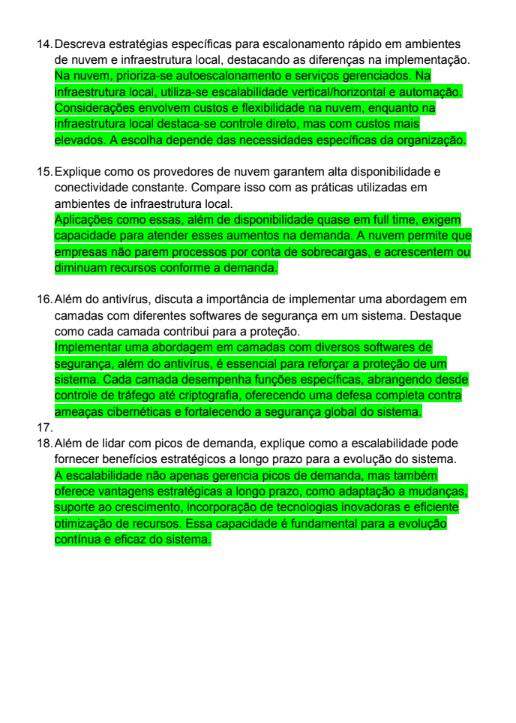 14. Descreva estratégias específicas para escalonamento rápido em ambientes
de nuvem e infraestrutura local, destacando as diferenças na implementação.
Na nuvem, prioriza-se autoescalonamento e serviços gerenciados. Na
infraestrutura local, utiliza-se escalabilidade vertical/horizontal e automação.
Considerações envolvem custos e flexibilidade na nuvem, enquanto na
infraestrutura local destaca-se controle direto, mas com custos mais
elevados. A escolha depende das necessidades específicas da organização.
15. Explique como os provedores de nuvem garantem alta disponibilidade e
conectividade constante. Compare isso com as práticas utilizadas em
ambientes de infraestrutura local.
Aplicações como essas, além de disponibilidade quase em full time, exigem
capacidade para atender esses aumentos na demanda. A nuvem permite que
empresas não parem processos por conta de sobrecargas, e acrescentem ou
diminuam recursos conforme a demanda.
16. Além do antivírus, discuta a importância de implementar uma abordagem em
camadas com diferentes softwares de segurança em um sistema. Destaque
como cada camada contribui para a proteção.
Implementar uma abordagem em camadas com diversos softwares de
segurança, além do antivírus, é essencial para reforçar a proteção de um
sistema. Cada camada desempenha funções específicas, abrangendo desde
controle de tráfego até criptografia, oferecendo uma defesa completa contra
ameaças cibernéticas e fortalecendo a segurança global do sistema.
17.
18. Além de lidar com picos de demanda, explique como a escalabilidade pode
fornecer benefícios estratégicos a longo prazo para a evolução do sistema.
A escalabilidade não apenas gerencia picos de demanda, mas também
oferece vantagens estratégicas a longo prazo, como adaptação a mudanças,
suporte ao crescimento, incorporação de tecnologias inovadoras e eficiente
otimização de recursos. Essa capacidade é fundamental para a evolução
contínua e eficaz do sistema.